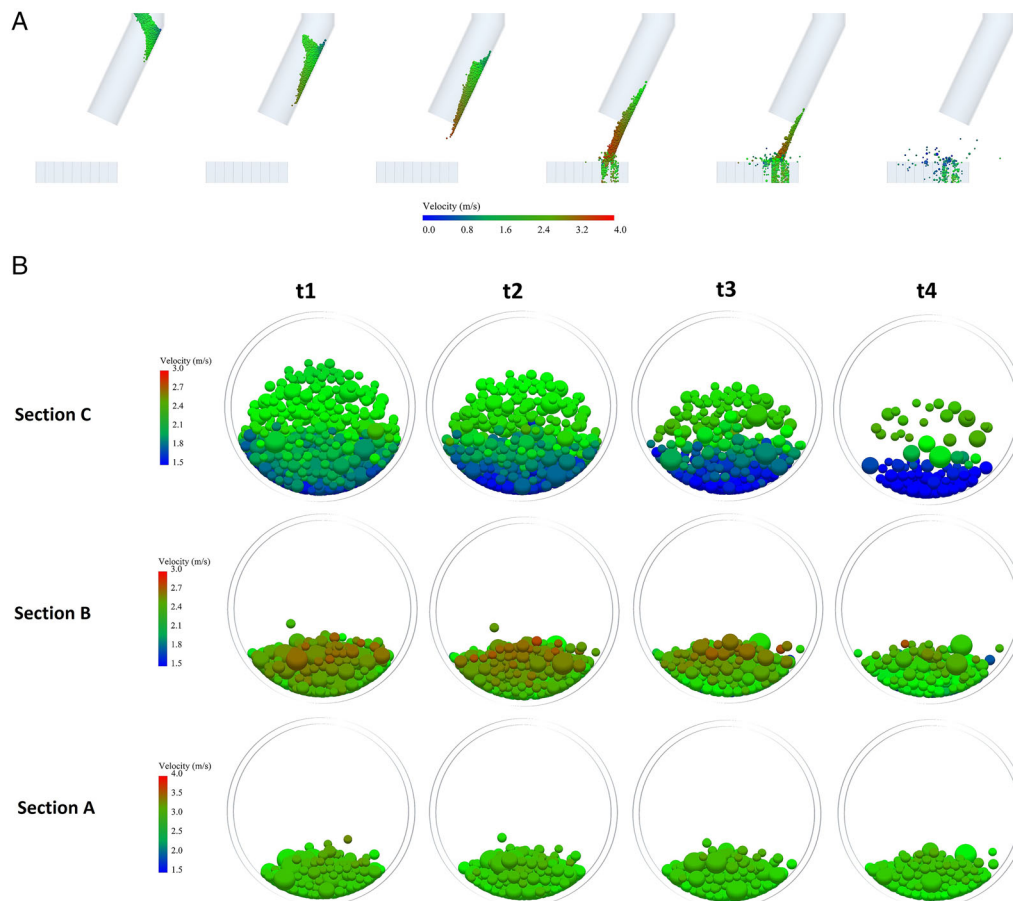 A
Velocity (m/s)
0.0 0.8 1.6 2.4 3.2 4.0
B
t1 t2 t3 t4
Section C
Velocity (m/s)
3.0
2.7
2.4
2.1
1.8
1.5
Section B
Velocity (m/s)
3.0
2.7
2.4
2.1
1.8
1.5
Section A
Velocity (m/s)
4.0
3.5
3.0
2.5
2.0
1.5